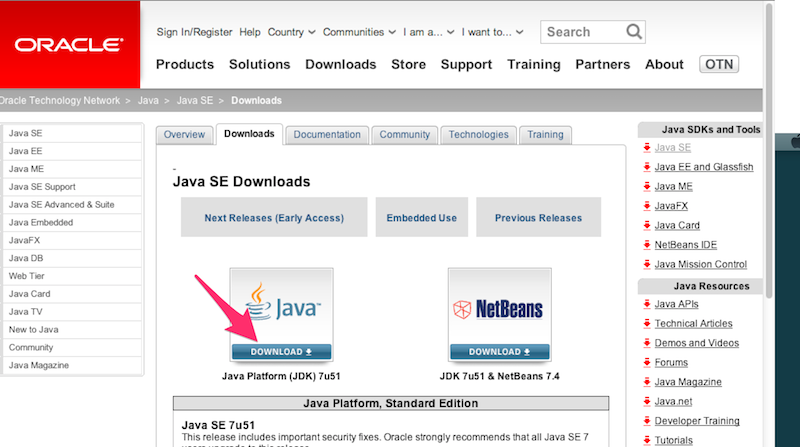 ORACLE
Sign In/Register Help Country Communities I am a... I want to... Search
Products Solutions Downloads Store Support Training Partners About OTN
Oracle Technology Network > Java > Java SE > Downloads
Java SE
Java EE
Java ME
Java SE Support
Java SE Advanced & Suite
Java Embedded
JavaFX
Java DB
Web Tier
Java Card
Java TV
New to Java
Community
Java Magazine
Overview Downloads Documentation Community Technologies Training
Java SE Downloads
Next Releases (Early Access) Embedded Use Previous Releases
Java™
DOWNLOAD
Java Platform (JDK) 7u51
NetBeans
DOWNLOAD
JDK 7u51 & NetBeans 7.4
Java Platform, Standard Edition
Java SE 7u51
This release includes important security fixes. Oracle strongly recommends that all Java SE 7
users upgrade to this release.
Java SDKs and Tools
Java SE
Java EE and Glassfish
Java ME
JavaFX
Java Card
NetBeans IDE
Java Mission Control
Java Resources
Java APIs
Technical Articles
Demos and Videos
Forums
Java Magazine
Java.net
Developer Training
Tutorials